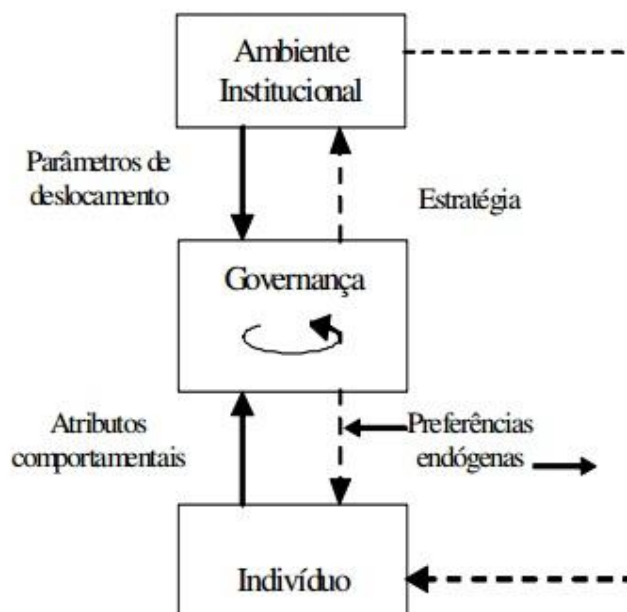 Ambiente
Institucional
Parâmetros de
deslocamento
Estratégia
Governança
Atributos
comportamentais
Preferências
endógenas
Indivíduo